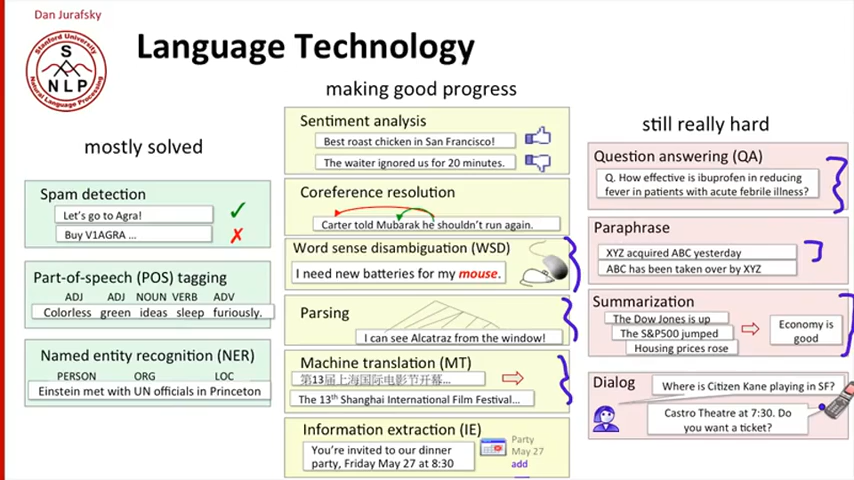 Dan Jurafsky
Stanford University
S
NLP
Natural Language Processing
Language Technology
mostly solved
Spam detection
Let's go to Agra!
Buy V1AGRA ...
Part-of-speech (POS) tagging
ADJ ADJ NOUN VERB ADV
Colorless green ideas sleep furiously.
Named entity recognition (NER)
PERSON ORG LOC
Einstein met with UN officials in Princeton
making good progress
Sentiment analysis
Best roast chicken in San Francisco!
The waiter ignored us for 20 minutes.
Coreference resolution
Carter told Mubarak he shouldn't run again.
Word sense disambiguation (WSD)
I need new batteries for my mouse.
Parsing
I can see Alcatraz from the window!
Machine translation (MT)
第13届上海国际电影节开幕...
The 13th Shanghai International Film Festival...
Information extraction (IE)
You're invited to our dinner
party, Friday May 27 at 8:30
Party
May 27
add
still really hard
Question answering (QA)
Q. How effective is ibuprofen in reducing
fever in patients with acute febrile illness?
Paraphrase
XYZ acquired ABC yesterday
ABC has been taken over by XYZ
Summarization
The Dow Jones is up
The S&P500 jumped
Housing prices rose
Economy is
good
Dialog
Where is Citizen Kane playing in SF?
Castro Theatre at 7:30. Do
you want a ticket?